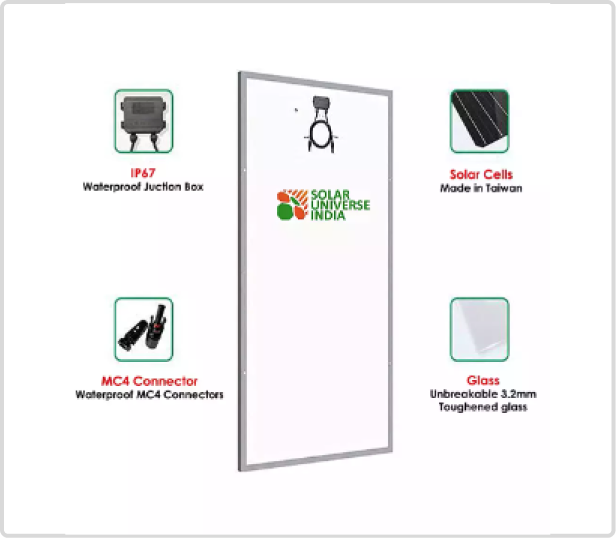 IP67
Waterproof Juction Box
Solar Cells
Made in Taiwan
SOLAR
UNIVERSE
INDIA
MC4 Connector
Waterproof MC4 Connectors
Glass
Unbreakable 3.2mm
Toughened glass